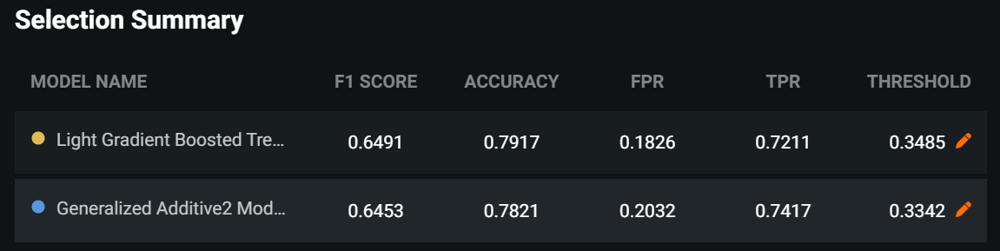 Selection Summary
MODEL NAME F1 SCORE ACCURACY FPR TPR THRESHOLD
Light Gradient Boosted Tre... 0.6491 0.7917 0.1826 0.7211 0.3485
Generalized Additive2 Mod... 0.6453 0.7821 0.2032 0.7417 0.3342